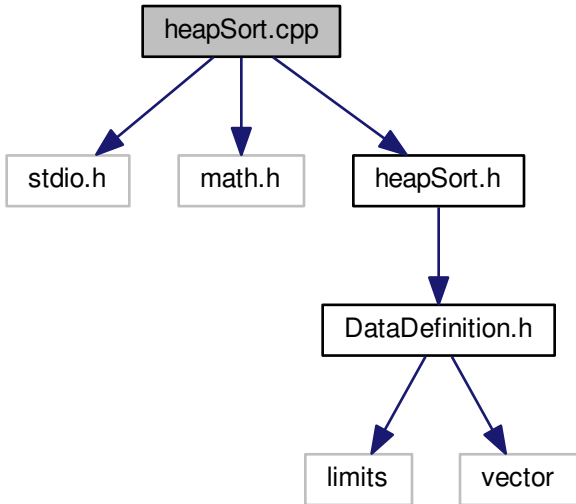 heapSort.cpp
stdio.h
math.h
heapSort.h
DataDefinition.h
limits
vector